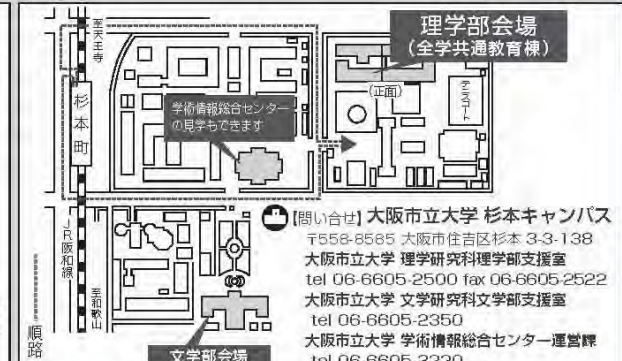 至天王寺
杉本町
JR阪和線
至和歌山
順路
理学部会場
(全学共通教育棟)
(正面)
テニスコート
学術情報総合センター
の見学もできます
文学部会場
【問い合せ】大阪市立大学 杉本キャンパス
〒558-8585 大阪市住吉区杉本 3-3-138
大阪市立大学 理学研究科理学部支援室
tel 06-6605-2500 fax 06-6605-2522
大阪市立大学 文学研究科文学部支援室
tel 06-6605-2350
大阪市立大学 学術情報総合センター運営課